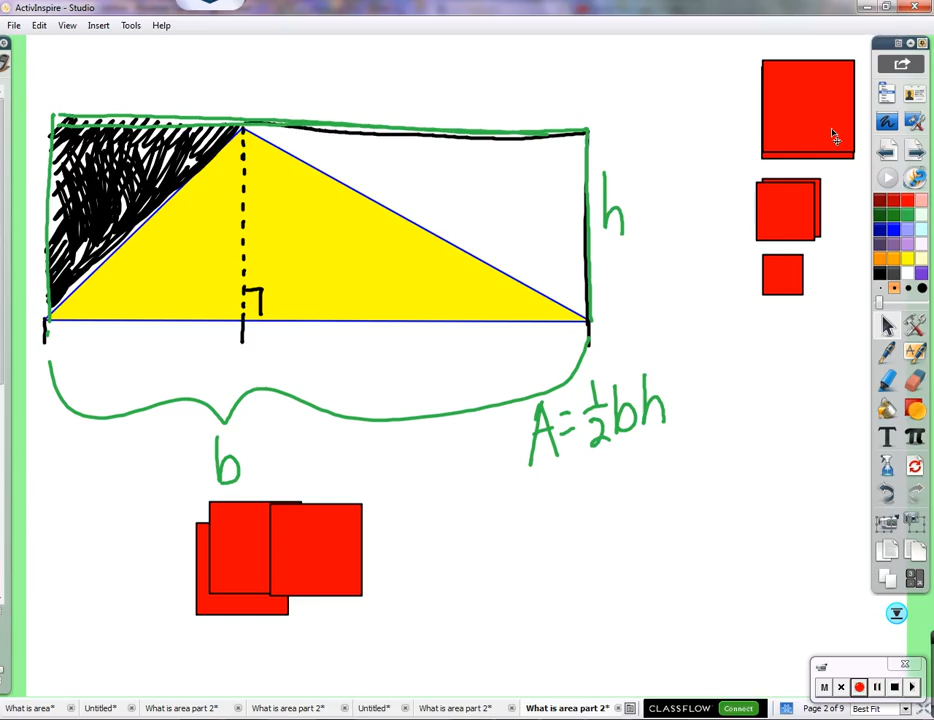 ActivInspire - Studio
File Edit View Insert Tools Help
h
A = 1/2 bh
b
T π
M
What is area* Untitled* What is area part 2* What is area part 2* Untitled* What is area part 2* What is area part 2* CLASSFLOW Connect Page 2 of 9 Best Fit